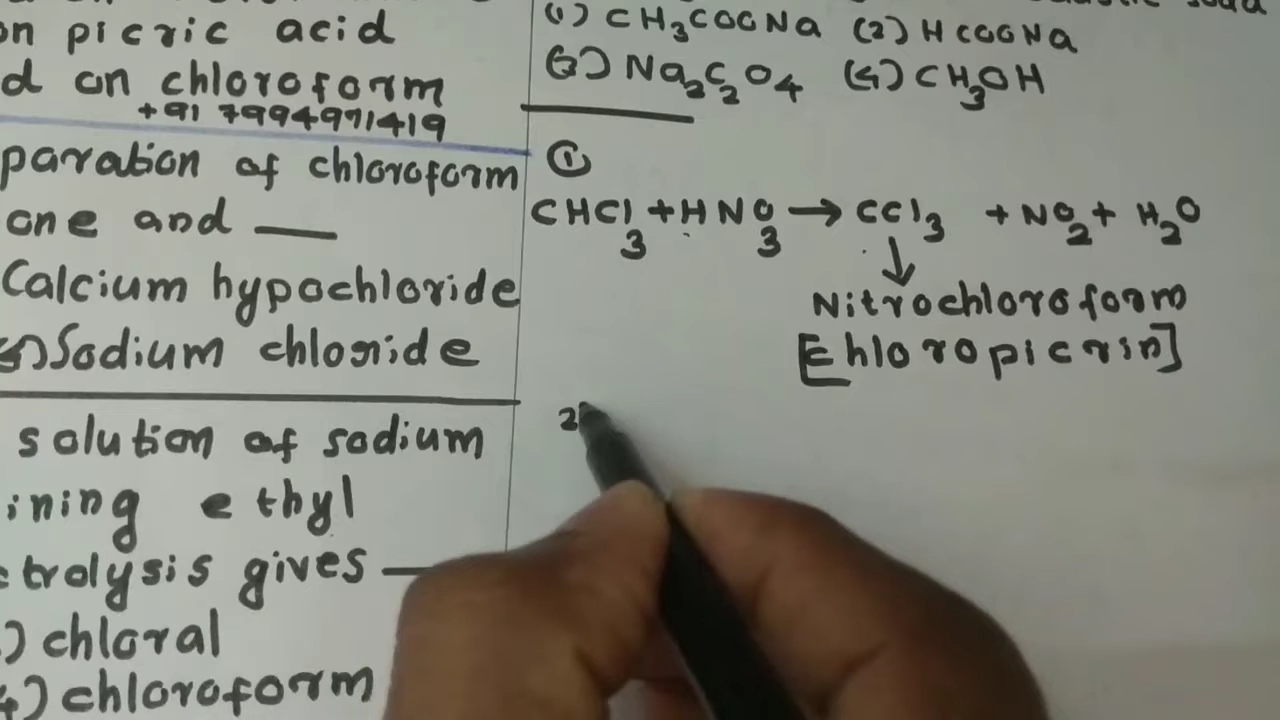 on picric acid
d on chloroform
+91 7994971419
paration of chloroform
one and ___
Calcium hypochloride
Sodium chloride
solution of sodium
ining ethyl
trolysis gives —
) chloral
4) chloroform
(1) CH3COONa (2) HCOONa
(3) Na2C2O4 (4) CH3OH
①
CHCl3 + HNO3 → CCl3 + NO2 + H2O
↓
Nitrochloroform
[Chloropicrin]
2